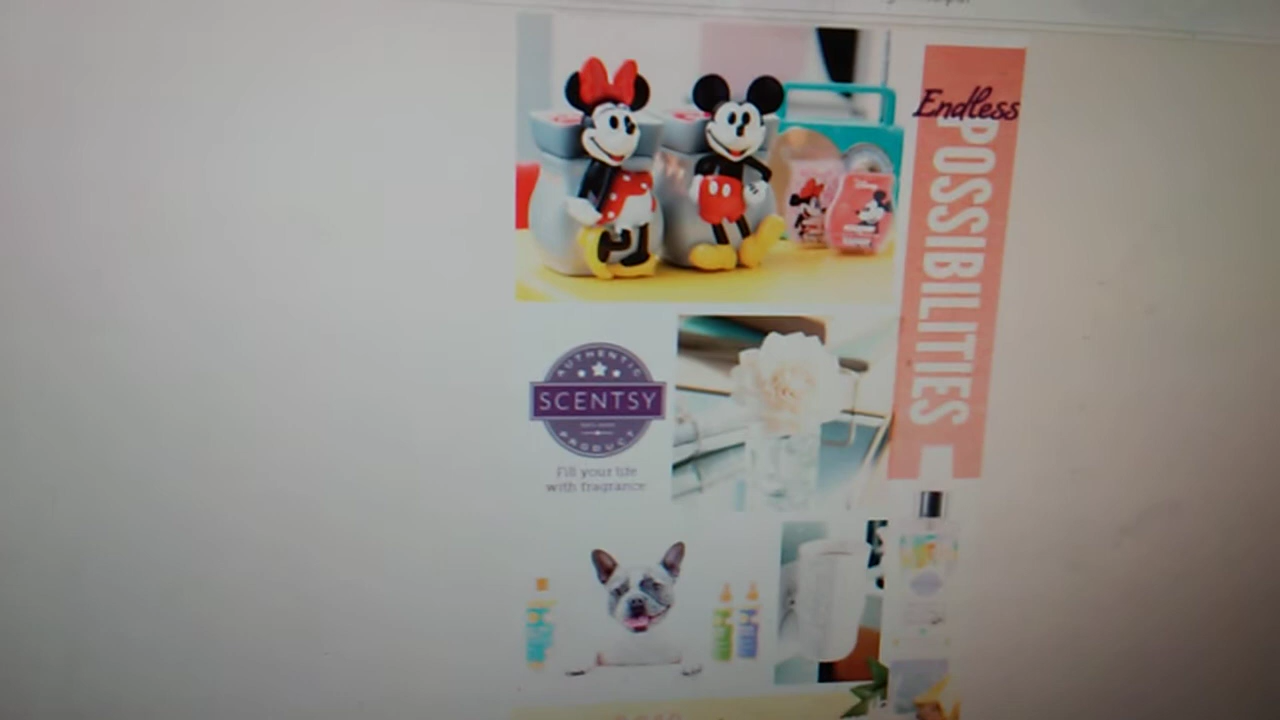 Endless
POSSIBILITIES
AUTHENTIC
SCENTSY
PRODUCT
Fill your life
with fragrance